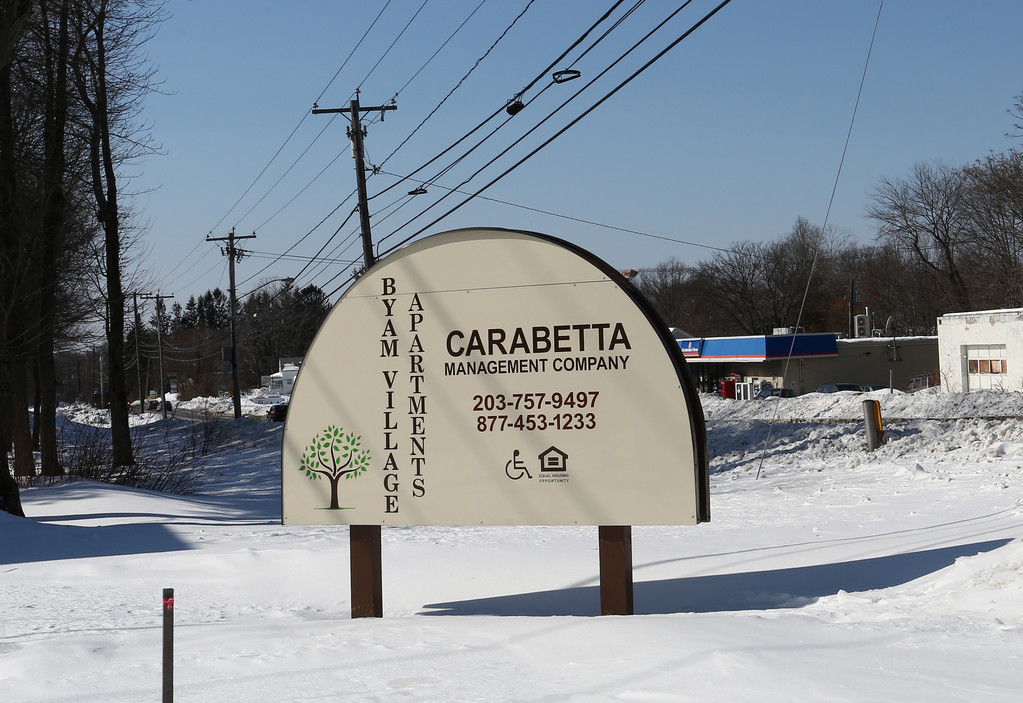 BYAM VILLAGE
APARTMENTS
CARABETTA
MANAGEMENT COMPANY
203-757-9497
877-453-1233
EQUAL HOUSING
OPPORTUNITY